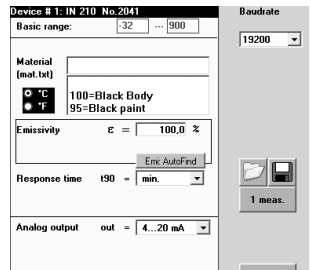 Device # 1: IN 210 No.2041
Baudrate
Basic range: -32 ... 900
19200
Material
(mat.txt)
°C
°F
100=Black Body
95=Black paint
Emissivity ε = 100,0 %
Emi: AutoFind
Response time t90 = min.
1 meas.
Analog output out = 4...20 mA